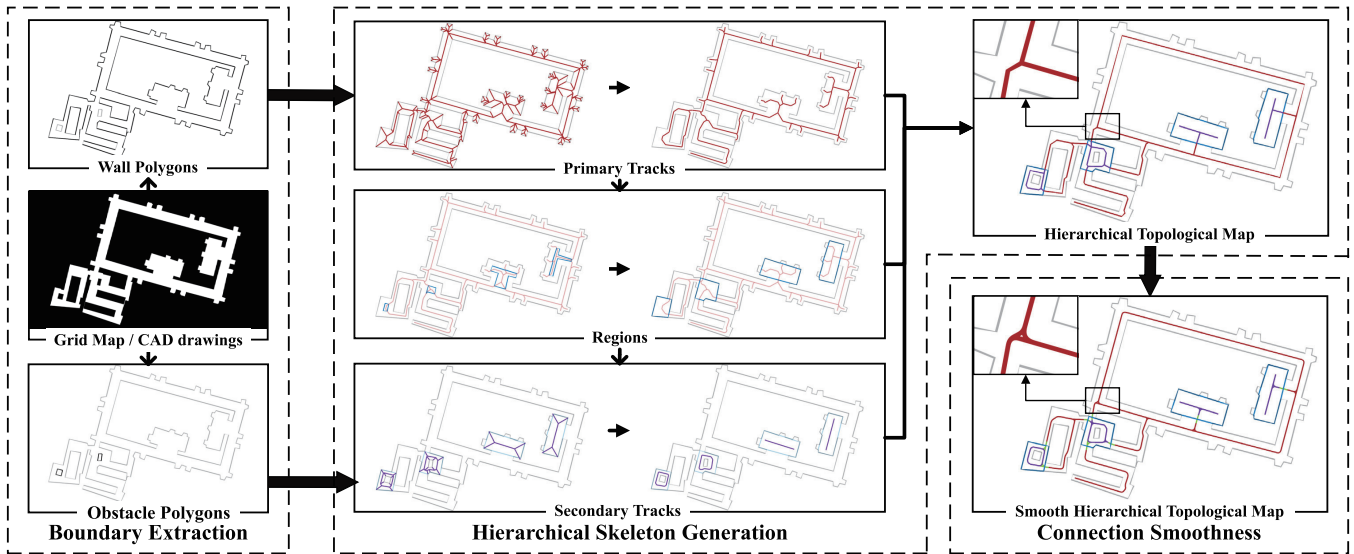 Wall Polygons
Grid Map / CAD drawings
Obstacle Polygons
Boundary Extraction
Primary Tracks
Regions
Secondary Tracks
Hierarchical Skeleton Generation
Hierarchical Topological Map
Smooth Hierarchical Topological Map
Connection Smoothness